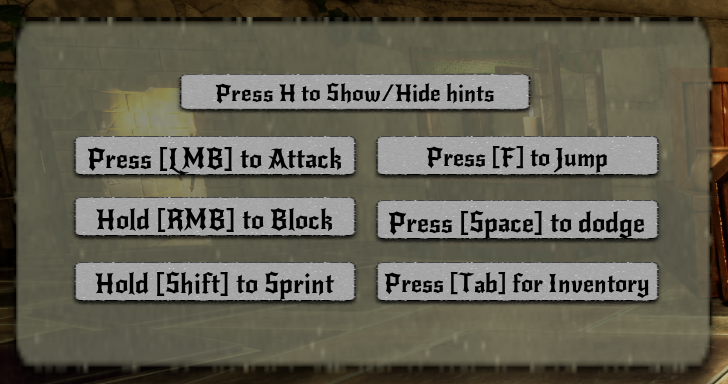 Press H to Show/Hide hints
Press [LMB] to Attack
Press [F] to Jump
Hold [RMB] to Block
Press [Space] to dodge
Hold [Shift] to Sprint
Press [Tab] for Inventory